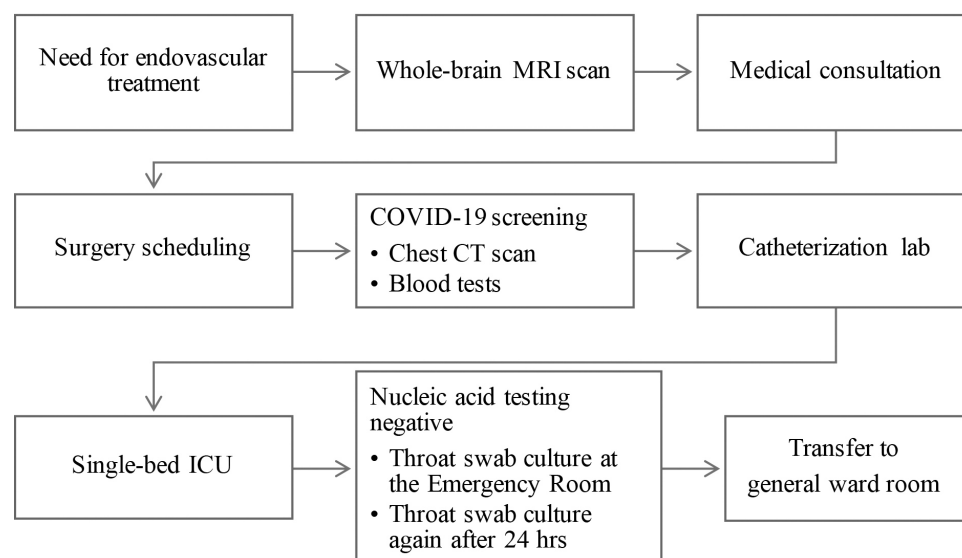 Need for endovascular
treatment
Whole-brain MRI scan
Medical consultation
Surgery scheduling
COVID-19 screening
• Chest CT scan
• Blood tests
Catheterization lab
Single-bed ICU
Nucleic acid testing
negative
• Throat swab culture at
the Emergency Room
• Throat swab culture
again after 24 hrs
Transfer to
general ward room